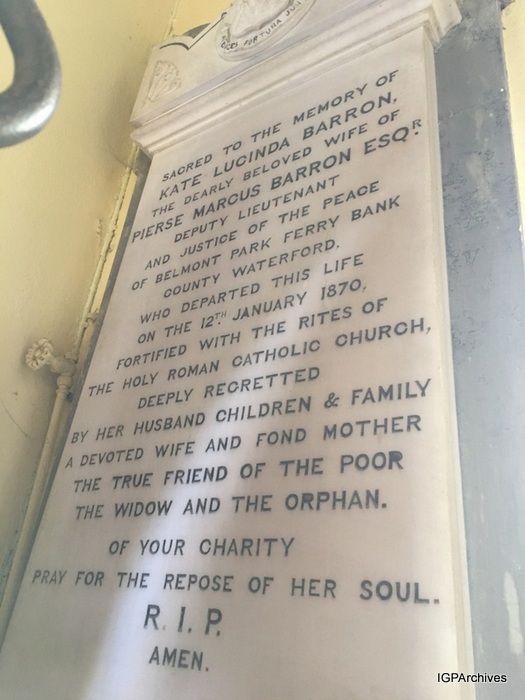 FORTUNA JUV
SACRED TO THE MEMORY OF
KATE LUCINDA BARRON,
THE DEARLY BELOVED WIFE OF
PIERSE MARCUS BARRON ESQR.
DEPUTY LIEUTENANT
AND JUSTICE OF THE PEACE
OF BELMONT PARK FERRY BANK
COUNTY WATERFORD,
WHO DEPARTED THIS LIFE
ON THE 12TH JANUARY 1870,
FORTIFIED WITH THE RITES OF
THE HOLY ROMAN CATHOLIC CHURCH,
DEEPLY REGRETTED
BY HER HUSBAND CHILDREN & FAMILY
A DEVOTED WIFE AND FOND MOTHER
THE TRUE FRIEND OF THE POOR
THE WIDOW AND THE ORPHAN.
OF YOUR CHARITY
PRAY FOR THE REPOSE OF HER SOUL.
R.I.P.
AMEN.
IGPArchives